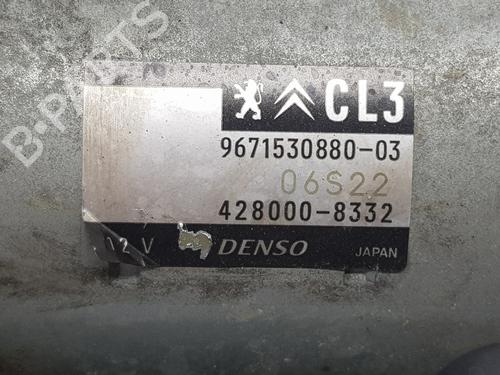 CL3
9671530880-03
06S22
428000-8332
12 V DENSO JAPAN
B-PARTS